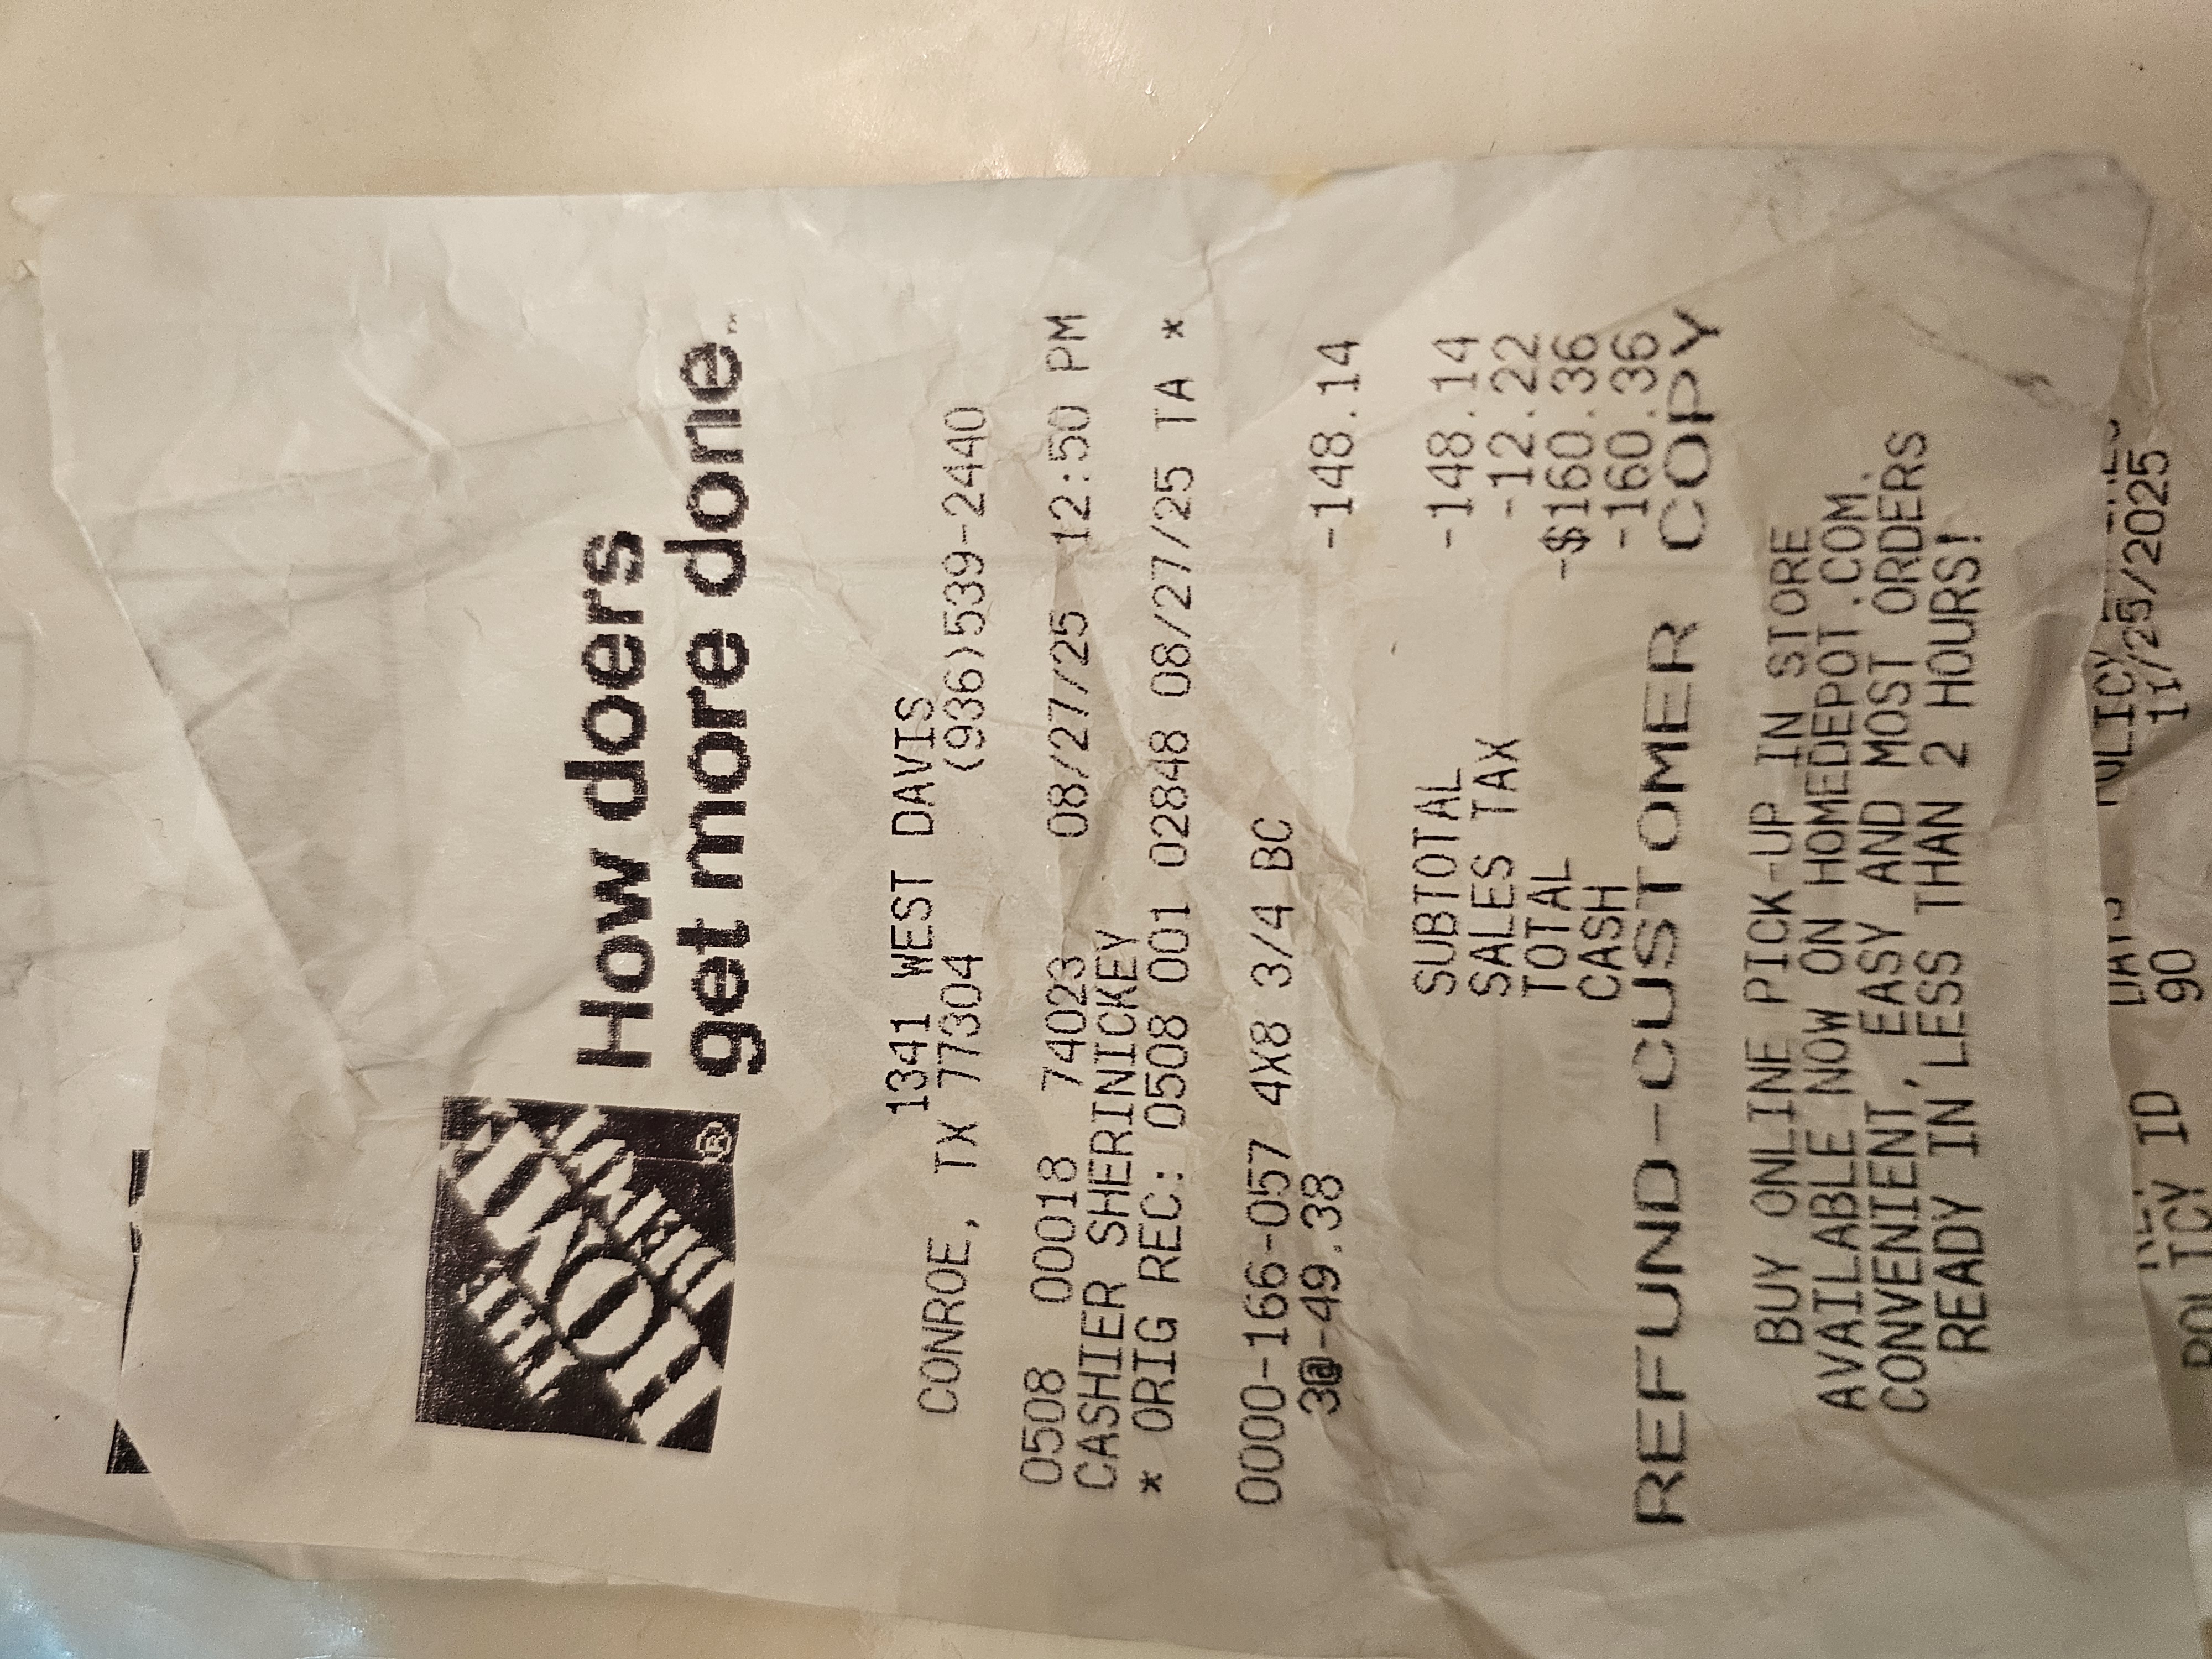 THE
HOME
DEPOT
®
How doers
get more done.™
1341 WEST DAVIS
CONROE, TX 77304 (936)539-2440
0508 00018 74023 08/27/25 12:50 PM
CASHIER SHERINICKEY
* ORIG REC: 0508 001 02848 08/27/25 TA *
0000-166-057 4X8 3/4 BC
3@-49.38 -148.14
SUBTOTAL -148.14
SALES TAX -12.22
TOTAL -$160.36
CASH -160.36
REFUND-CUSTOMER COPY
BUY ONLINE PICK-UP IN STORE
AVAILABLE NOW ON HOMEDEPOT.COM.
CONVENIENT, EASY AND MOST ORDERS
READY IN LESS THAN 2 HOURS!
DAYS POLICY
POLICY ID 90 11/25/2025